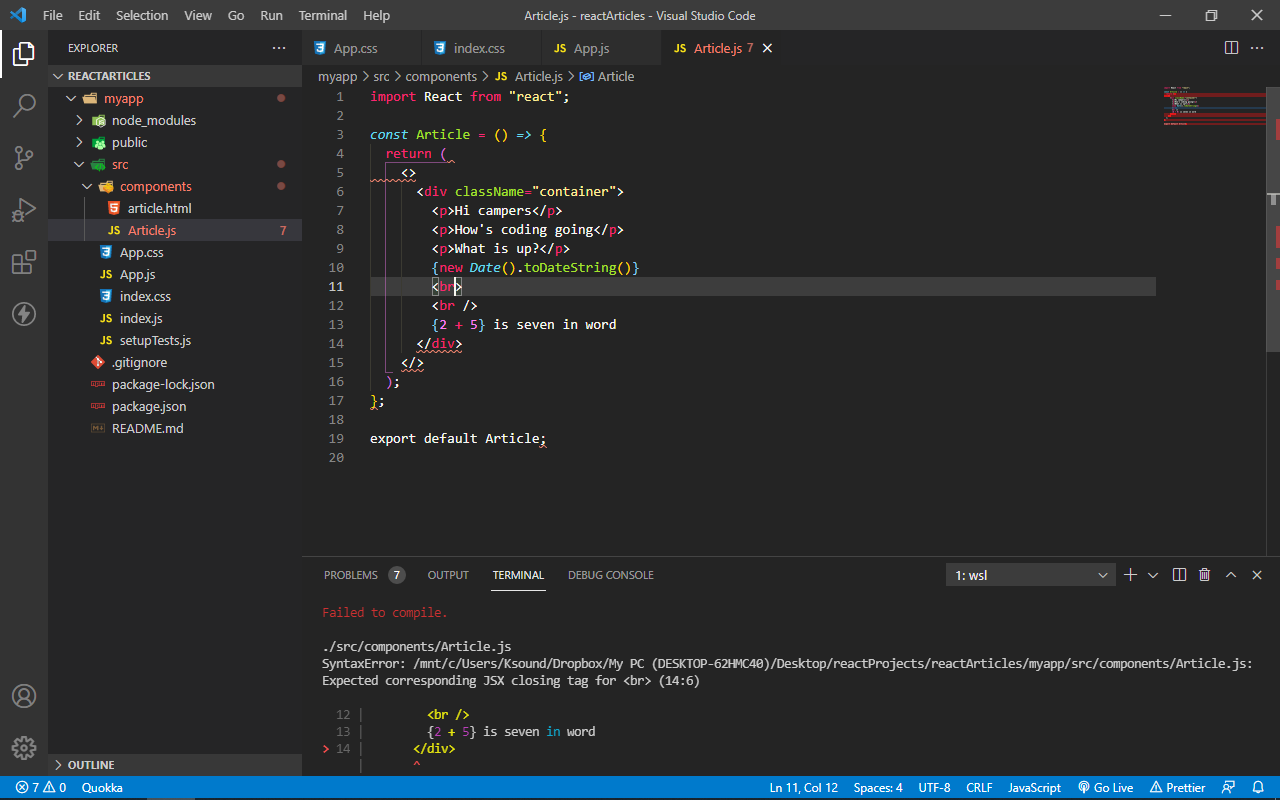 File Edit Selection View Go Run Terminal Help Article.js - reactArticles - Visual Studio Code
EXPLORER
REACTARTICLES
myapp
node_modules
public
src
components
article.html
Article.js 7
App.css
App.js
index.css
index.js
setupTests.js
.gitignore
package-lock.json
package.json
README.md
OUTLINE
App.css index.css JS App.js JS Article.js 7
myapp > src > components > JS Article.js > Article
1 import React from "react";
2
3 const Article = () => {
4 return (
5 <>
6 <div className="container">
7 <p>Hi campers</p>
8 <p>How's coding going</p>
9 <p>What is up?</p>
10 {new Date().toDateString()}
11 <br>
12 <br />
13 {2 + 5} is seven in word
14 </div>
15 </>
16 );
17 };
18
19 export default Article;
20
PROBLEMS 7 OUTPUT TERMINAL DEBUG CONSOLE 1: wsl
Failed to compile.
./src/components/Article.js
SyntaxError: /mnt/c/Users/Ksound/Dropbox/My PC (DESKTOP-62HMC40)/Desktop/reactProjects/reactArticles/myapp/src/components/Article.js:
Expected corresponding JSX closing tag for <br> (14:6)
12 | <br />
13 | {2 + 5} is seven in word
> 14 | </div>
| ^
7 0 Quokka Ln 11, Col 12 Spaces: 4 UTF-8 CRLF JavaScript Go Live Prettier